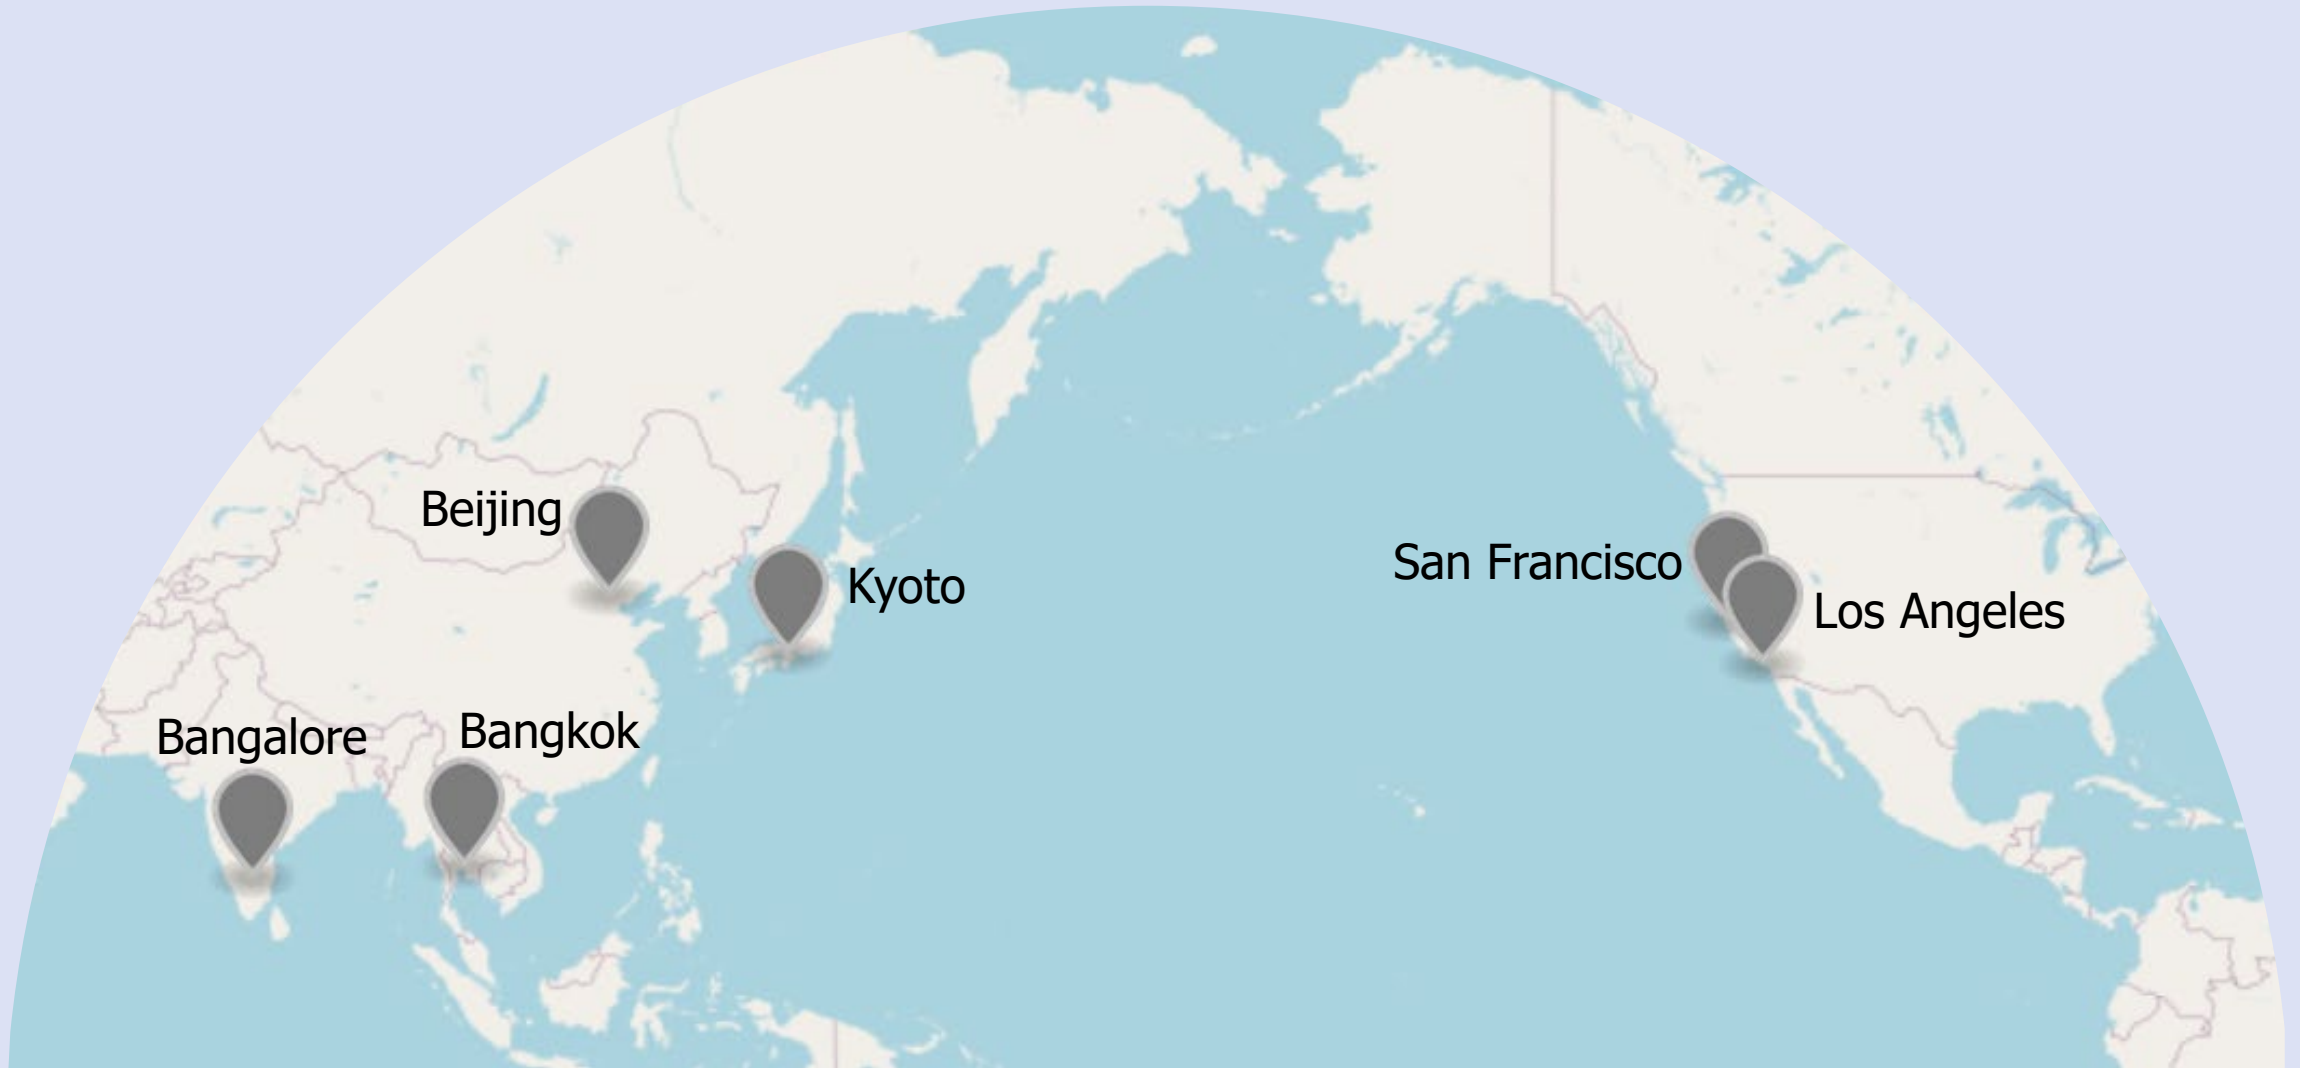 Beijing
San Francisco
Kyoto
Los Angeles
Bangalore
Bangkok